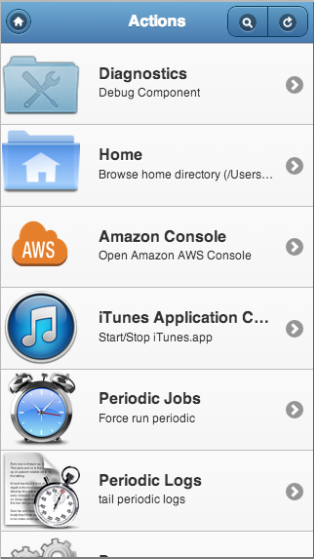 Actions
Diagnostics
Debug Component
Home
Browse home directory (/Users...
AWS
Amazon Console
Open Amazon AWS Console
iTunes Application C...
Start/Stop iTunes.app
Periodic Jobs
Force run periodic
Periodic Logs
tail periodic logs